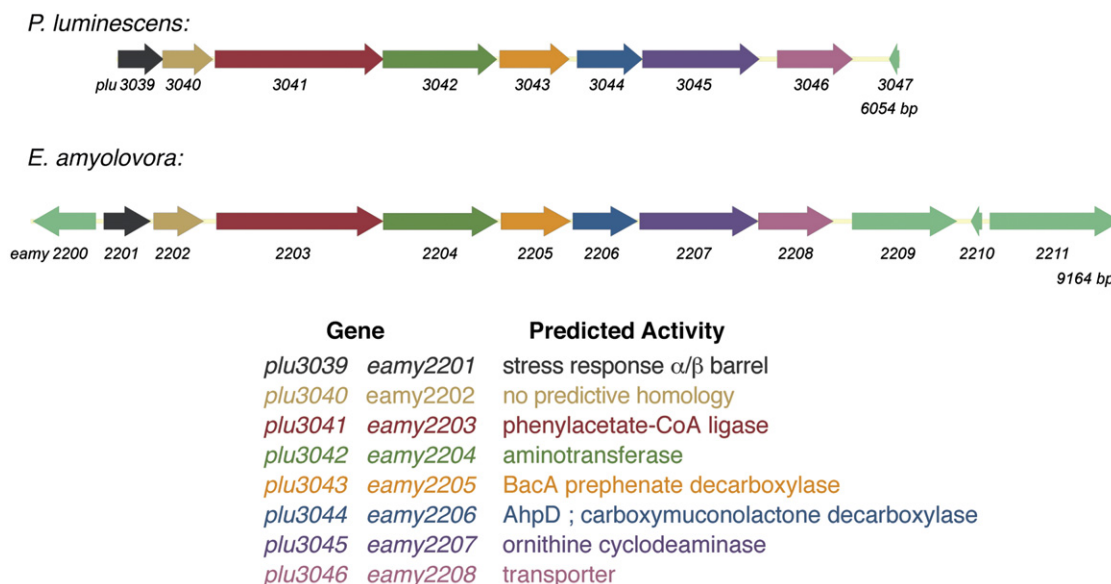 P. luminescens:
plu 3039 3040 3041 3042 3043 3044 3045 3046 3047
6054 bp
E. amyolovora:
eamy 2200 2201 2202 2203 2204 2205 2206 2207 2208 2209 2210 2211
9164 bp
Gene Predicted Activity
plu3039 eamy2201 stress response α/β barrel
plu3040 eamy2202 no predictive homology
plu3041 eamy2203 phenylacetate-CoA ligase
plu3042 eamy2204 aminotransferase
plu3043 eamy2205 BacA prephenate decarboxylase
plu3044 eamy2206 AhpD ; carboxymuconolactone decarboxylase
plu3045 eamy2207 ornithine cyclodeaminase
plu3046 eamy2208 transporter